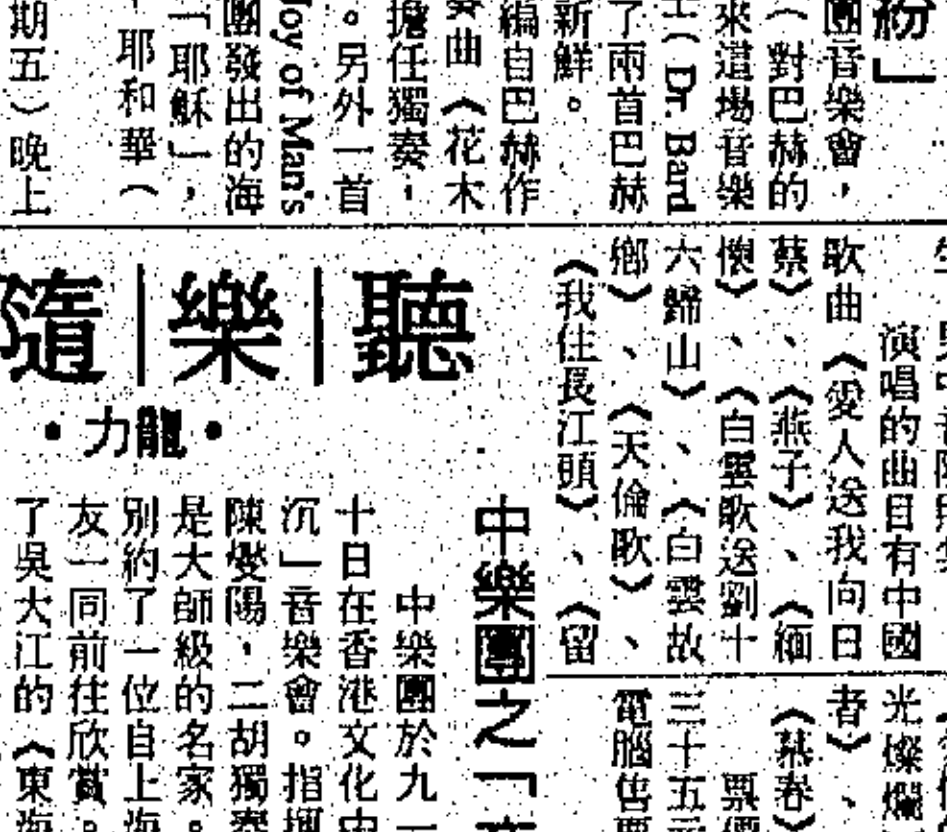 紛」
團音樂會，
（對巴赫的
來這場音樂
士（Dr. Bard
了兩首巴赫
新鮮。
編自巴赫作
曲《花木
擔任獨奏，
。另外一首
Joy of Man's
團發出的海
「耶穌」，
耶和華（
期五）晚上
演唱的曲目有中國
歌曲《愛人送我向日
蔡》、《燕子》、《緬
懷》、《白雲歌送劉十
六歸山》、《白雲故
鄉》、《天倫歌》、
《我住長江頭》、《留
光燦爛
者》、
《暮春》
票價
三十五元
電腦售票
聽|樂|隨
・力龍・
中樂團之「
中樂團於九一
十日在香港文化中
沉」音樂會。指揮
陳燮陽，二胡獨奏
是大師級的名家。
別約了一位自上海
友一同前往欣賞。
了吳大江的《東海